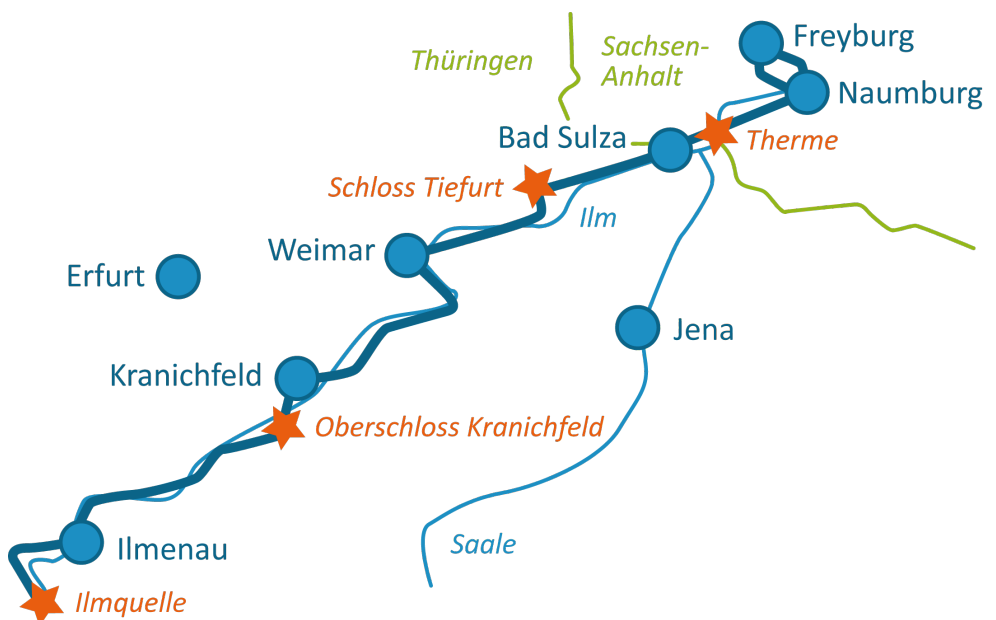 Freyburg
Thüringen
Sachsen-
Anhalt
Naumburg
Bad Sulza
Therme
Schloss Tiefurt
Ilm
Weimar
Erfurt
Jena
Kranichfeld
Oberschloss Kranichfeld
Saale
Ilmenau
Ilmquelle